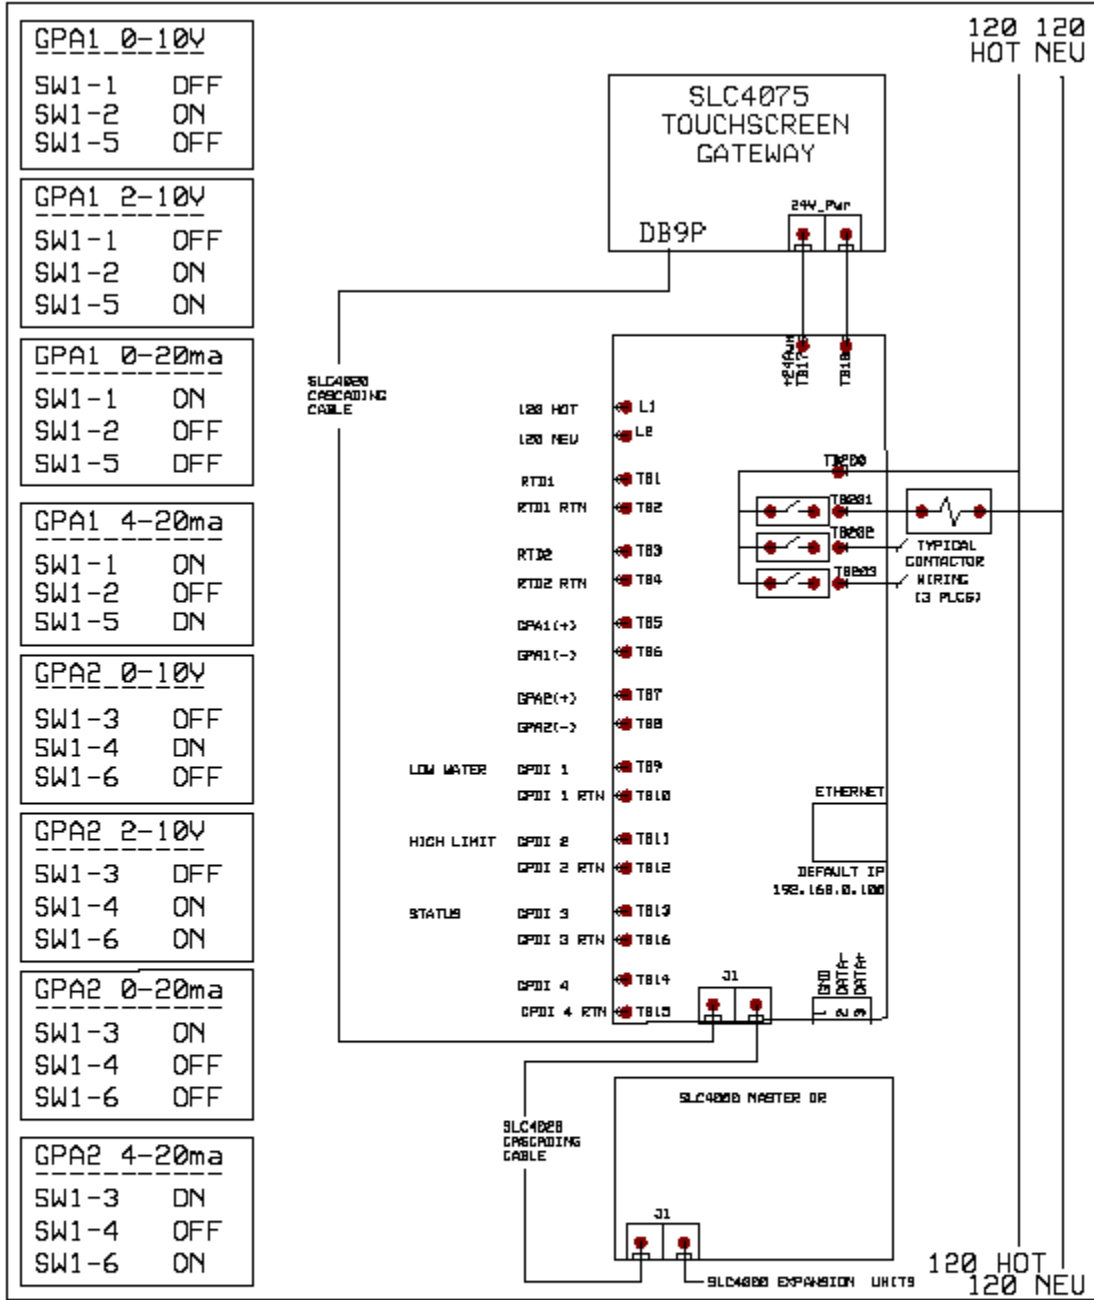 GPA1 0-10V
SW1-1 OFF
SW1-2 ON
SW1-5 OFF
GPA1 2-10V
SW1-1 OFF
SW1-2 ON
SW1-5 ON
GPA1 0-20ma
SW1-1 ON
SW1-2 OFF
SW1-5 OFF
GPA1 4-20ma
SW1-1 ON
SW1-2 OFF
SW1-5 ON
GPA2 0-10V
SW1-3 OFF
SW1-4 ON
SW1-6 OFF
GPA2 2-10V
SW1-3 OFF
SW1-4 ON
SW1-6 ON
GPA2 0-20ma
SW1-3 ON
SW1-4 OFF
SW1-6 OFF
GPA2 4-20ma
SW1-3 ON
SW1-4 OFF
SW1-6 ON
120 120
HOT NEU
SLC4075
TOUCHSCREEN
GATEWAY
24V_Pwr
DB9P
TB17
TB18
SLC4020
CASCADING
CABLE
120 HOT L1
120 NEU L2
RTD1 TB1
RTD1 RTN TB2
RTD2 TB3
RTD2 RTN TB4
GPA1(+) TB5
GPA1(-) TB6
GPA2(+) TB7
GPA2(-) TB8
LOW WATER GPDI 1 TB9
GPDI 1 RTN TB10
HIGH LIMIT GPDI 2 TB11
GPDI 2 RTN TB12
STATUS GPDI 3 TB13
GPDI 3 RTN TB16
GPDI 4 TB14
GPDI 4 RTN TB15
TB200
TB201
TB202
TB203
TYPICAL
CONTACTOR
WIRING
(3 PLCS)
ETHERNET
DEFAULT IP
192.168.0.100
J1
GND
DATA-
DATA+
1 2 3
SLC4000 MASTER OR
SLC4020
CASCADING
CABLE
J1
SLC4000 EXPANSION UNITS
120 HOT
120 NEU